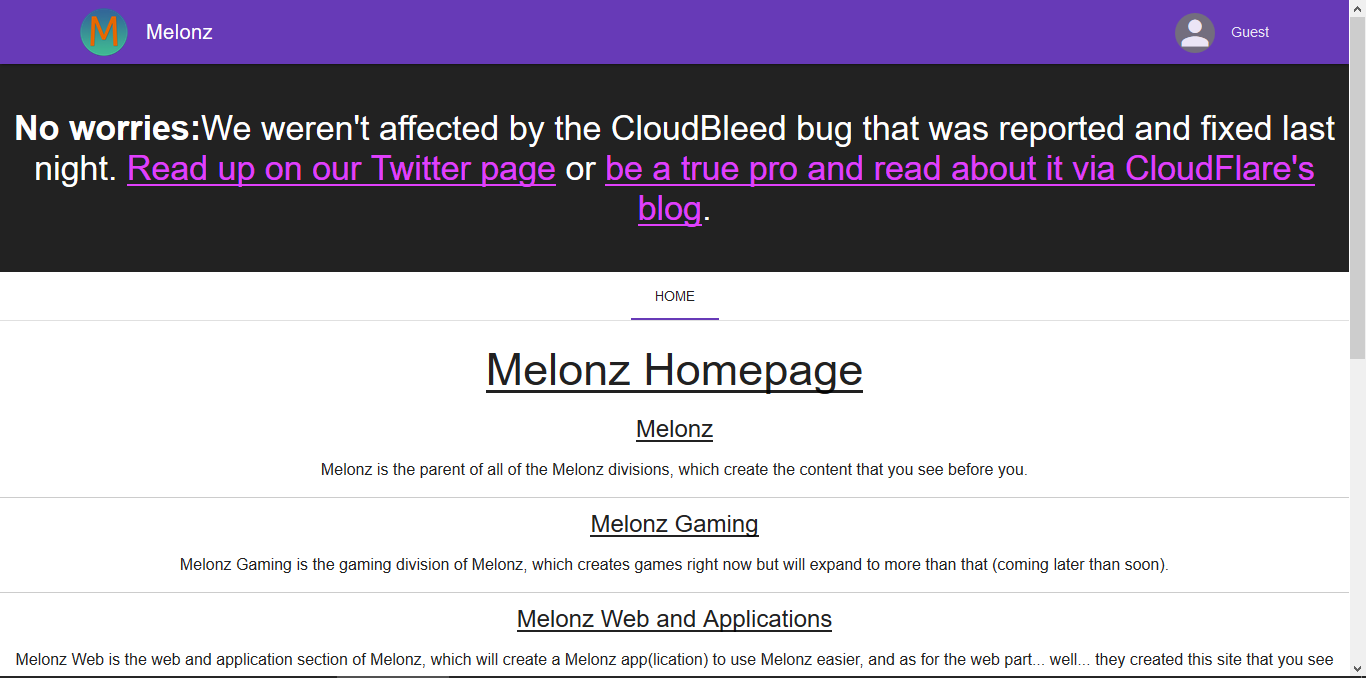 M Melonz Guest
No worries:We weren't affected by the CloudBleed bug that was reported and fixed last
night. Read up on our Twitter page or be a true pro and read about it via CloudFlare's
blog.
HOME
Melonz Homepage
Melonz
Melonz is the parent of all of the Melonz divisions, which create the content that you see before you.
Melonz Gaming
Melonz Gaming is the gaming division of Melonz, which creates games right now but will expand to more than that (coming later than soon).
Melonz Web and Applications
Melonz Web is the web and application section of Melonz, which will create a Melonz app(lication) to use Melonz easier, and as for the web part... well... they created this site that you see